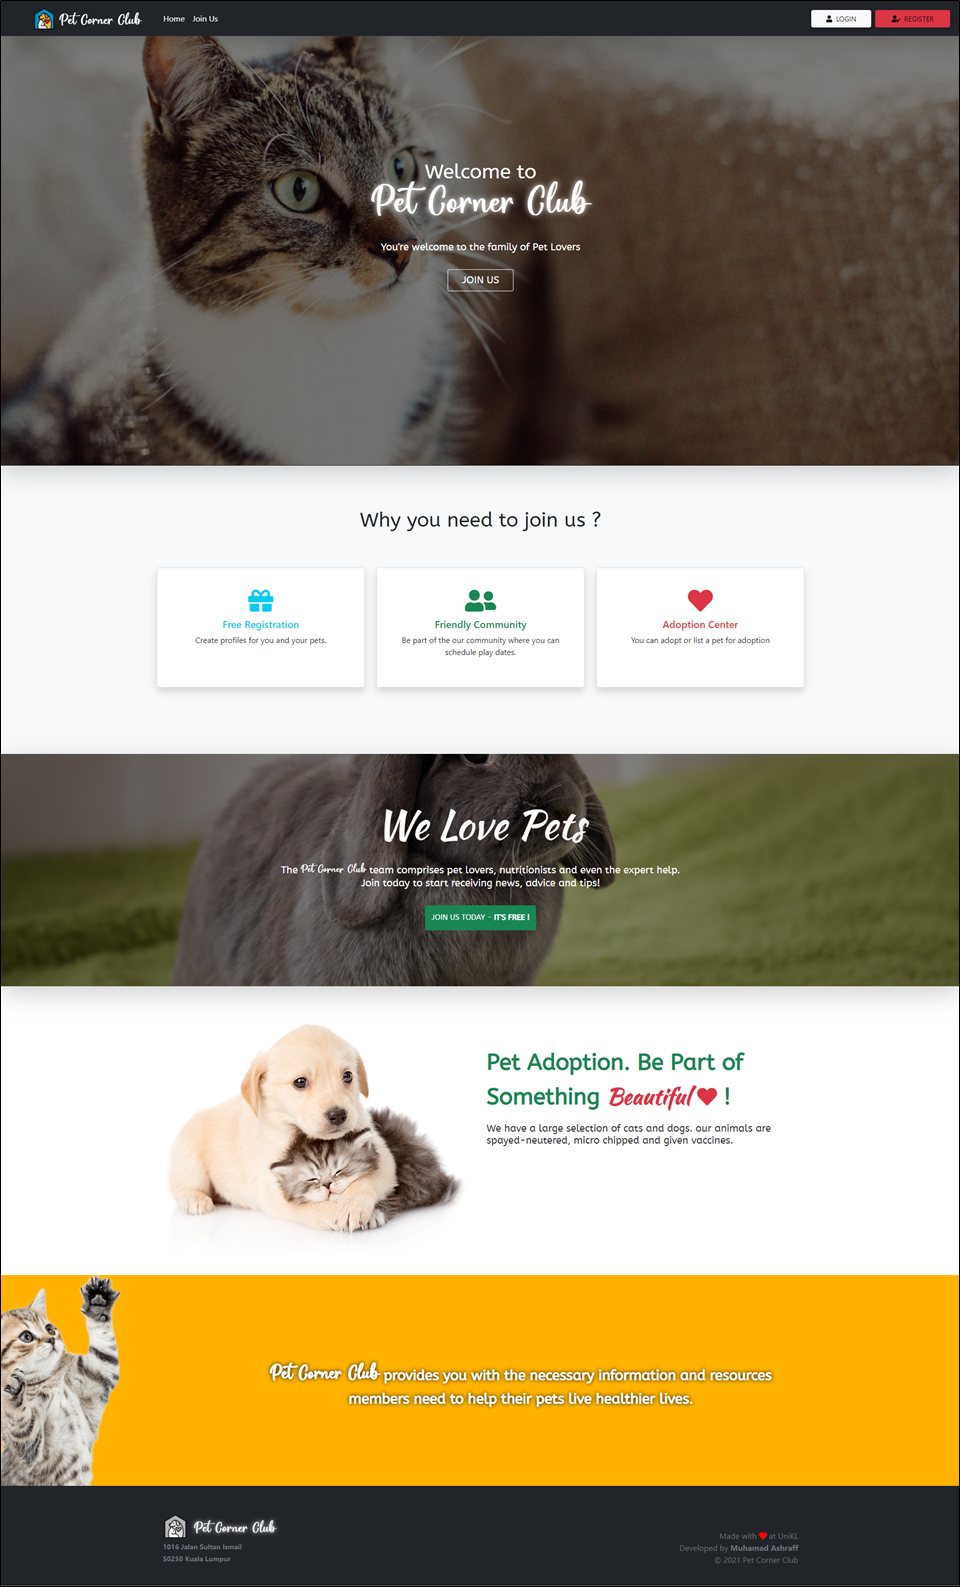 Pet Corner Club Home Join Us LOGIN REGISTER
Welcome to
Pet Corner Club
You're welcome to the family of Pet Lovers
JOIN US
Why you need to join us ?
Free Registration
Create profiles for you and your pets.
Friendly Community
Be part of the our community where you can
schedule play dates.
Adoption Center
You can adopt or list a pet for adoption
We Love Pets
The Pet Corner Club team comprises pet lovers, nutritionists and even the expert help.
Join today to start receiving news, advice and tips!
JOIN US TODAY - IT'S FREE !
Pet Adoption. Be Part of
Something Beautiful !
We have a large selection of cats and dogs. our animals are
spayed-neutered, micro chipped and given vaccines.
Pet Corner Club provides you with the necessary information and resources
members need to help their pets live healthier lives.
Pet Corner Club
1016 Jalan Sultan Ismail
50250 Kuala Lumpur
Made with at UniKL
Developed by Muhamad Ashraff
© 2021 Pet Corner Club